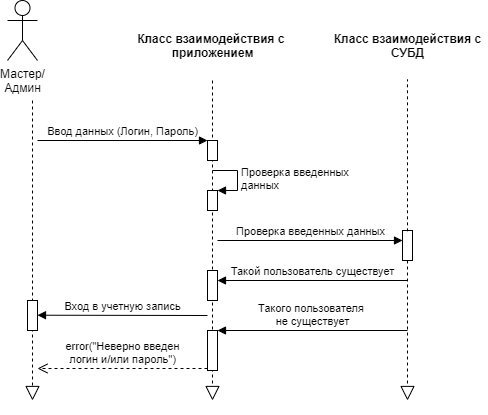 Класс взаимодействия с
приложением
Класс взаимодействия с
СУБД
Мастер/
Админ
Ввод данных (Логин, Пароль)
Проверка введенных
данных
Проверка введенных данных
Такой пользователь существует
Вход в учетную запись
Такого пользователя
не существует
error("Неверно введен
логин и/или пароль")